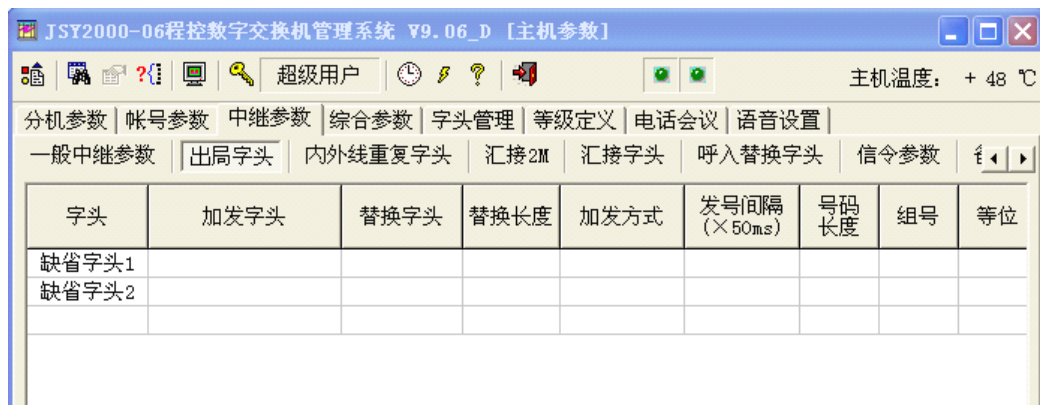 JSY2000-06程控数字交换机管理系统 V9.06_D [主机参数]
超级用户 主机温度: + 48 ℃
分机参数 帐号参数 中继参数 综合参数 字头管理 等级定义 电话会议 语音设置
一般中继参数 出局字头 内外线重复字头 汇接2M 汇接字头 呼入替换字头 信令参数
字头 加发字头 替换字头 替换长度 加发方式 发号间隔(×50ms) 号码长度 组号 等位
缺省字头1
缺省字头2